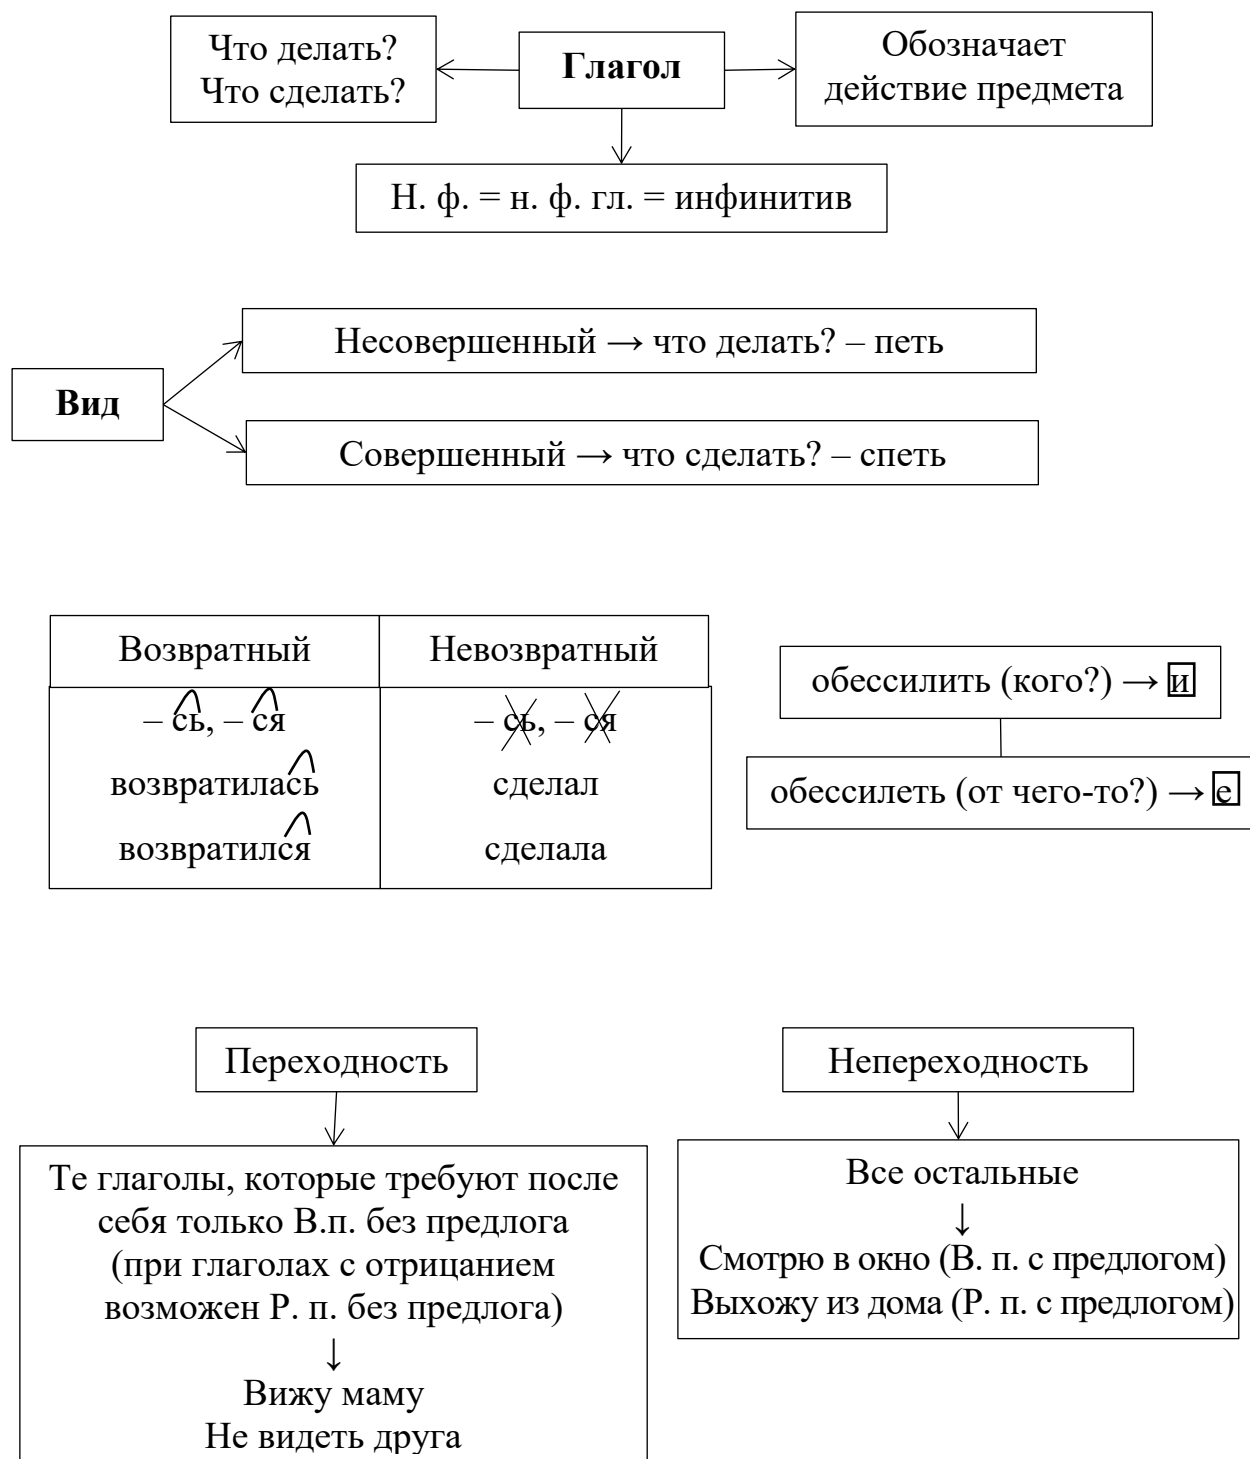 Что делать?
Что сделать?
Глагол
Обозначает
действие предмета
Н. ф. = н. ф. гл. = инфинитив
Вид
Несовершенный → что делать? – петь
Совершенный → что сделать? – спеть
Возвратный
Невозвратный
– сь, – ся
– сь, – ся
возвратилась
сделал
возвратился
сделала
обессилить (кого?) → и
обессилеть (от чего-то?) → е
Переходность
Те глаголы, которые требуют после
себя только В.п. без предлога
(при глаголах с отрицанием
возможен Р. п. без предлога)
↓
Вижу маму
Не видеть друга
Непереходность
Все остальные
↓
Смотрю в окно (В. п. с предлогом)
Выхожу из дома (Р. п. с предлогом)